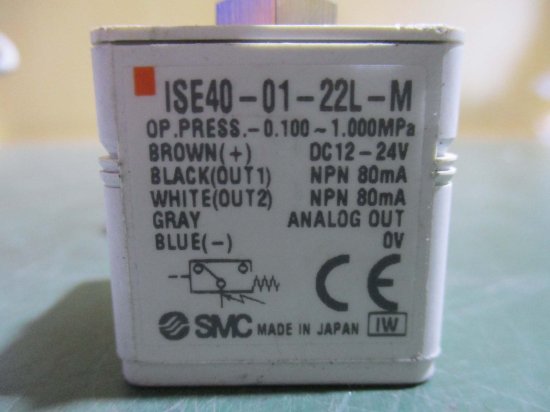 ISE40-01-22L-M
OP.PRESS.-0.100~1.000MPa
BROWN(+) DC12-24V
BLACK(OUT1) NPN 80mA
WHITE(OUT2) NPN 80mA
GRAY ANALOG OUT
BLUE(-) 0V
CE
SMC MADE IN JAPAN IW